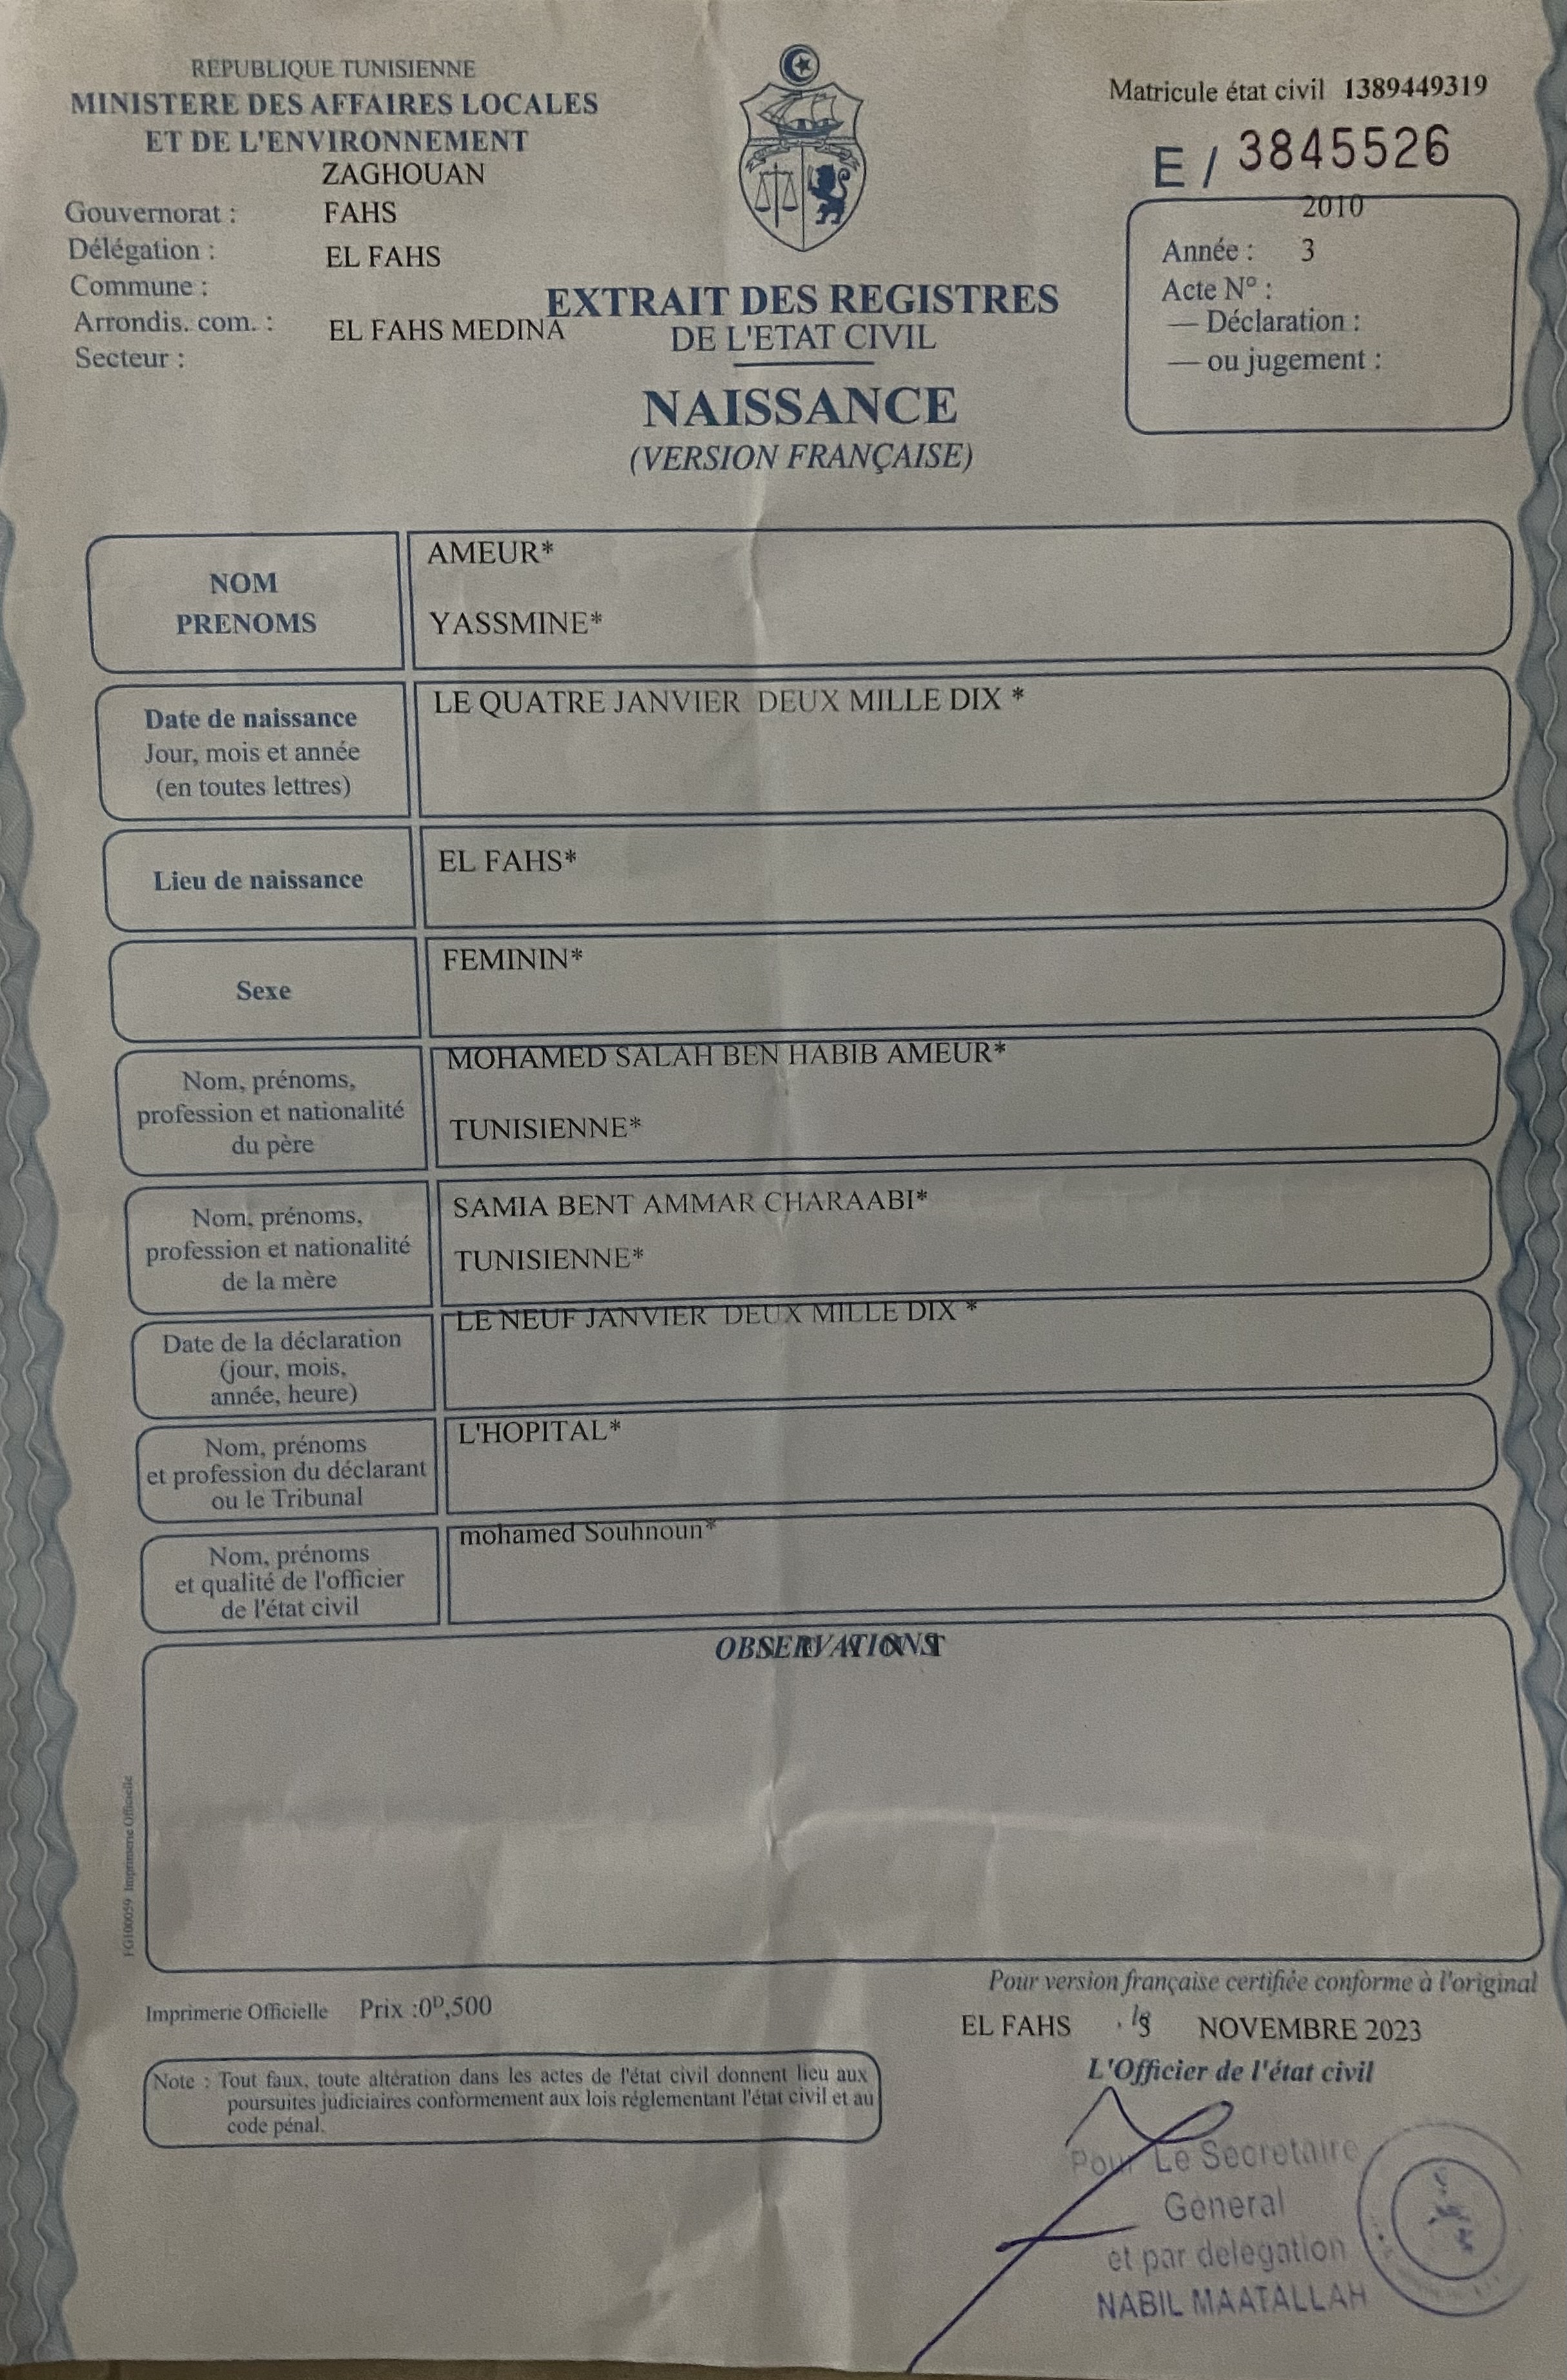 REPUBLIQUE TUNISIENNE
MINISTERE DES AFFAIRES LOCALES
ET DE L'ENVIRONNEMENT
ZAGHOUAN
Gouvernorat : FAHS
Délégation : EL FAHS
Commune :
Arrondis. com. : EL FAHS MEDINA
Secteur :
EXTRAIT DES REGISTRES
DE L'ETAT CIVIL
NAISSANCE
(VERSION FRANÇAISE)
Matricule état civil 1389449319
E / 3845526
2010
Année : 3
Acte N° :
— Déclaration :
— ou jugement :
NOM
PRENOMS
AMEUR*
YASSMINE*
Date de naissance
Jour, mois et année
(en toutes lettres)
LE QUATRE JANVIER DEUX MILLE DIX *
Lieu de naissance
EL FAHS*
Sexe
FEMININ*
Nom, prénoms,
profession et nationalité
du père
MOHAMED SALAH BEN HABIB AMEUR*
TUNISIENNE*
Nom, prénoms,
profession et nationalité
de la mère
SAMIA BENT AMMAR CHARAABI*
TUNISIENNE*
Date de la déclaration
(jour, mois,
année, heure)
LE NEUF JANVIER DEUX MILLE DIX *
Nom, prénoms
et profession du déclarant
ou le Tribunal
L'HOPITAL*
Nom, prénoms
et qualité de l'officier
de l'état civil
mohamed Souhnoun*
OBSERVATIONS
FG100059 Imprimerie Officielle
Imprimerie Officielle Prix :0ᴰ,500
Note : Tout faux, toute altération dans les actes de l'état civil donnent lieu aux
poursuites judiciaires conformement aux lois réglementant l'état civil et au
code pénal.
Pour version française certifiée conforme à l'original
EL FAHS NOVEMBRE 2023
L'Officier de l'état civil
Pour Le Secretaire
Général
et par delegation
NABIL MAATALLAH